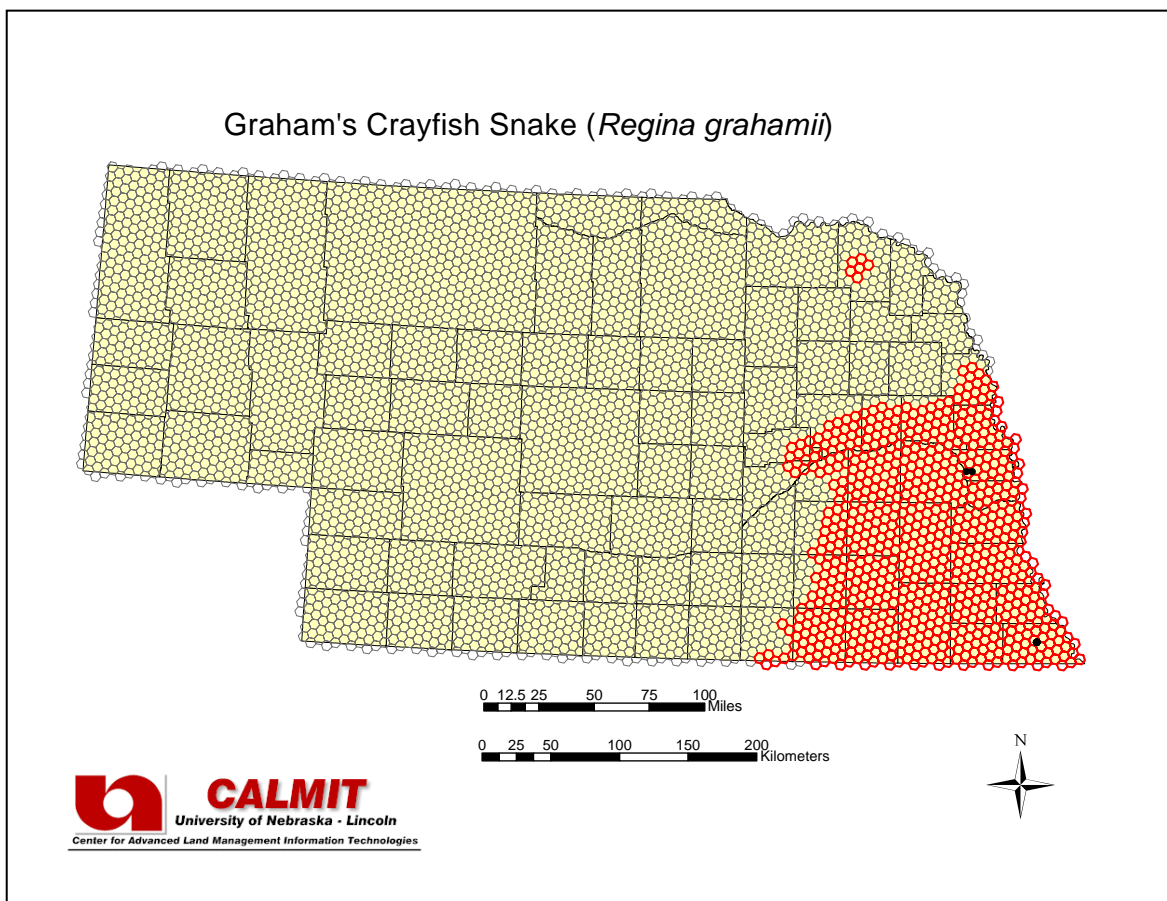 Graham's Crayfish Snake (Regina grahamii)
0 12.5 25 50 75 100
Miles
0 25 50 100 150 200
Kilometers
N
CALMIT
University of Nebraska - Lincoln
Center for Advanced Land Management Information Technologies